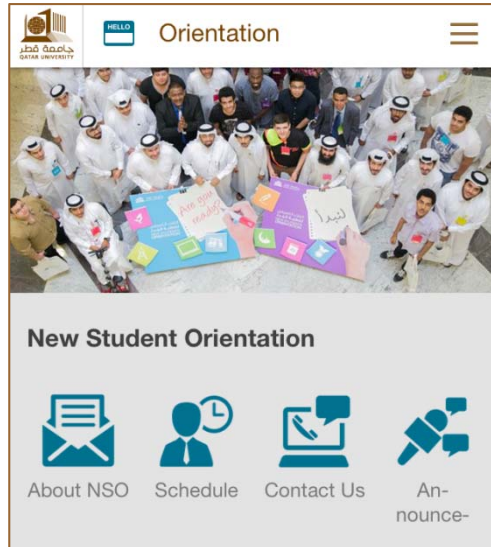 جامعة قطر
QATAR UNIVERSITY
HELLO
Orientation
Are you
ready?
لنبدأ
New Student Orientation
About NSO
Schedule
Contact Us
An-
nounce-